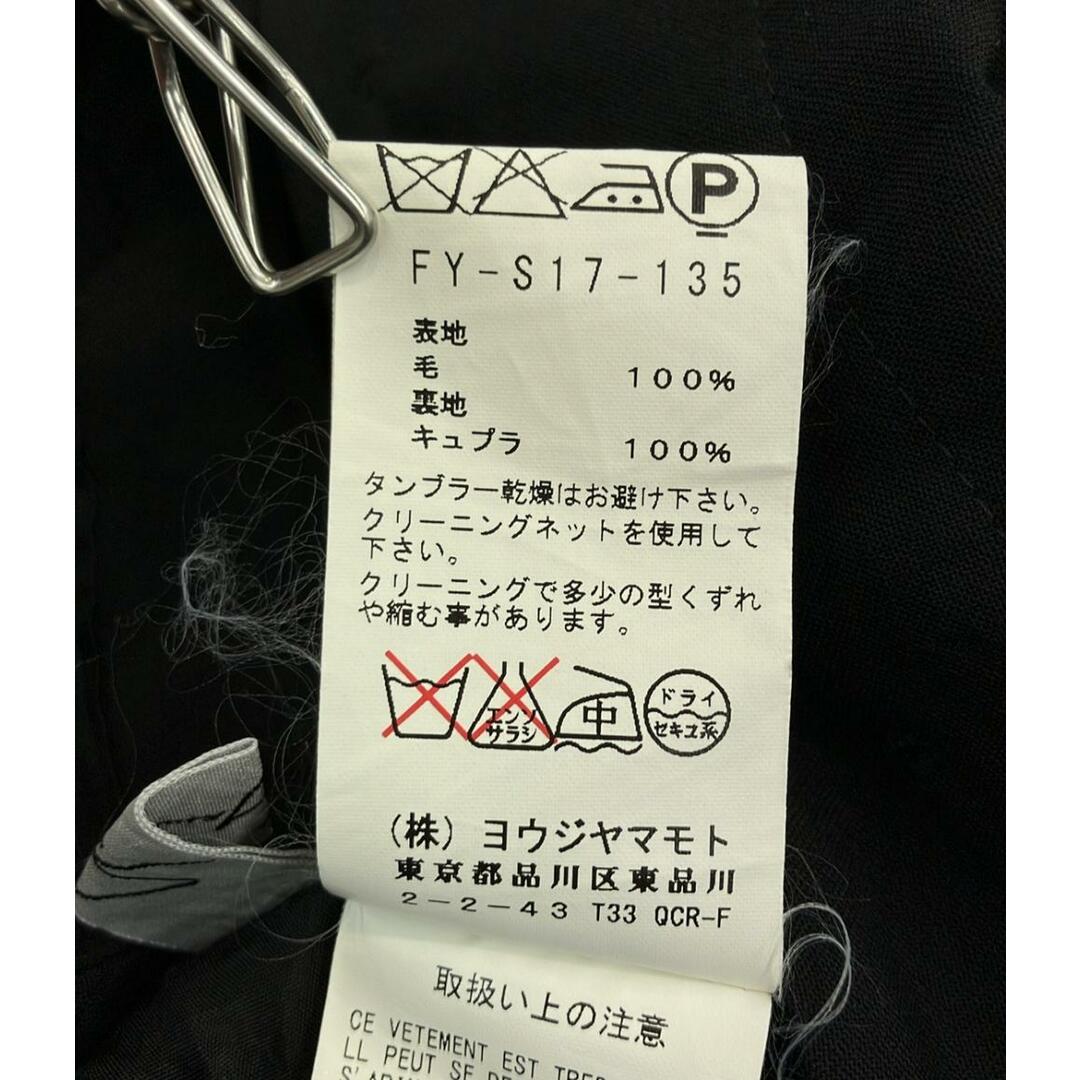 P
FY-S17-135
表地
毛 100%
裏地
キュプラ 100%
タンブラー乾燥はお避け下さい。
クリーニングネットを使用して
下さい。
クリーニングで多少の型くずれ
や縮む事があります。
エンソ
サラシ
中
ドライ
セキユ系
(株) ヨウジヤマモト
東京都品川区東品川
2-2-43 T33 QCR-F
取扱い上の注意
CE VETEMENT EST
LL PEUT SE